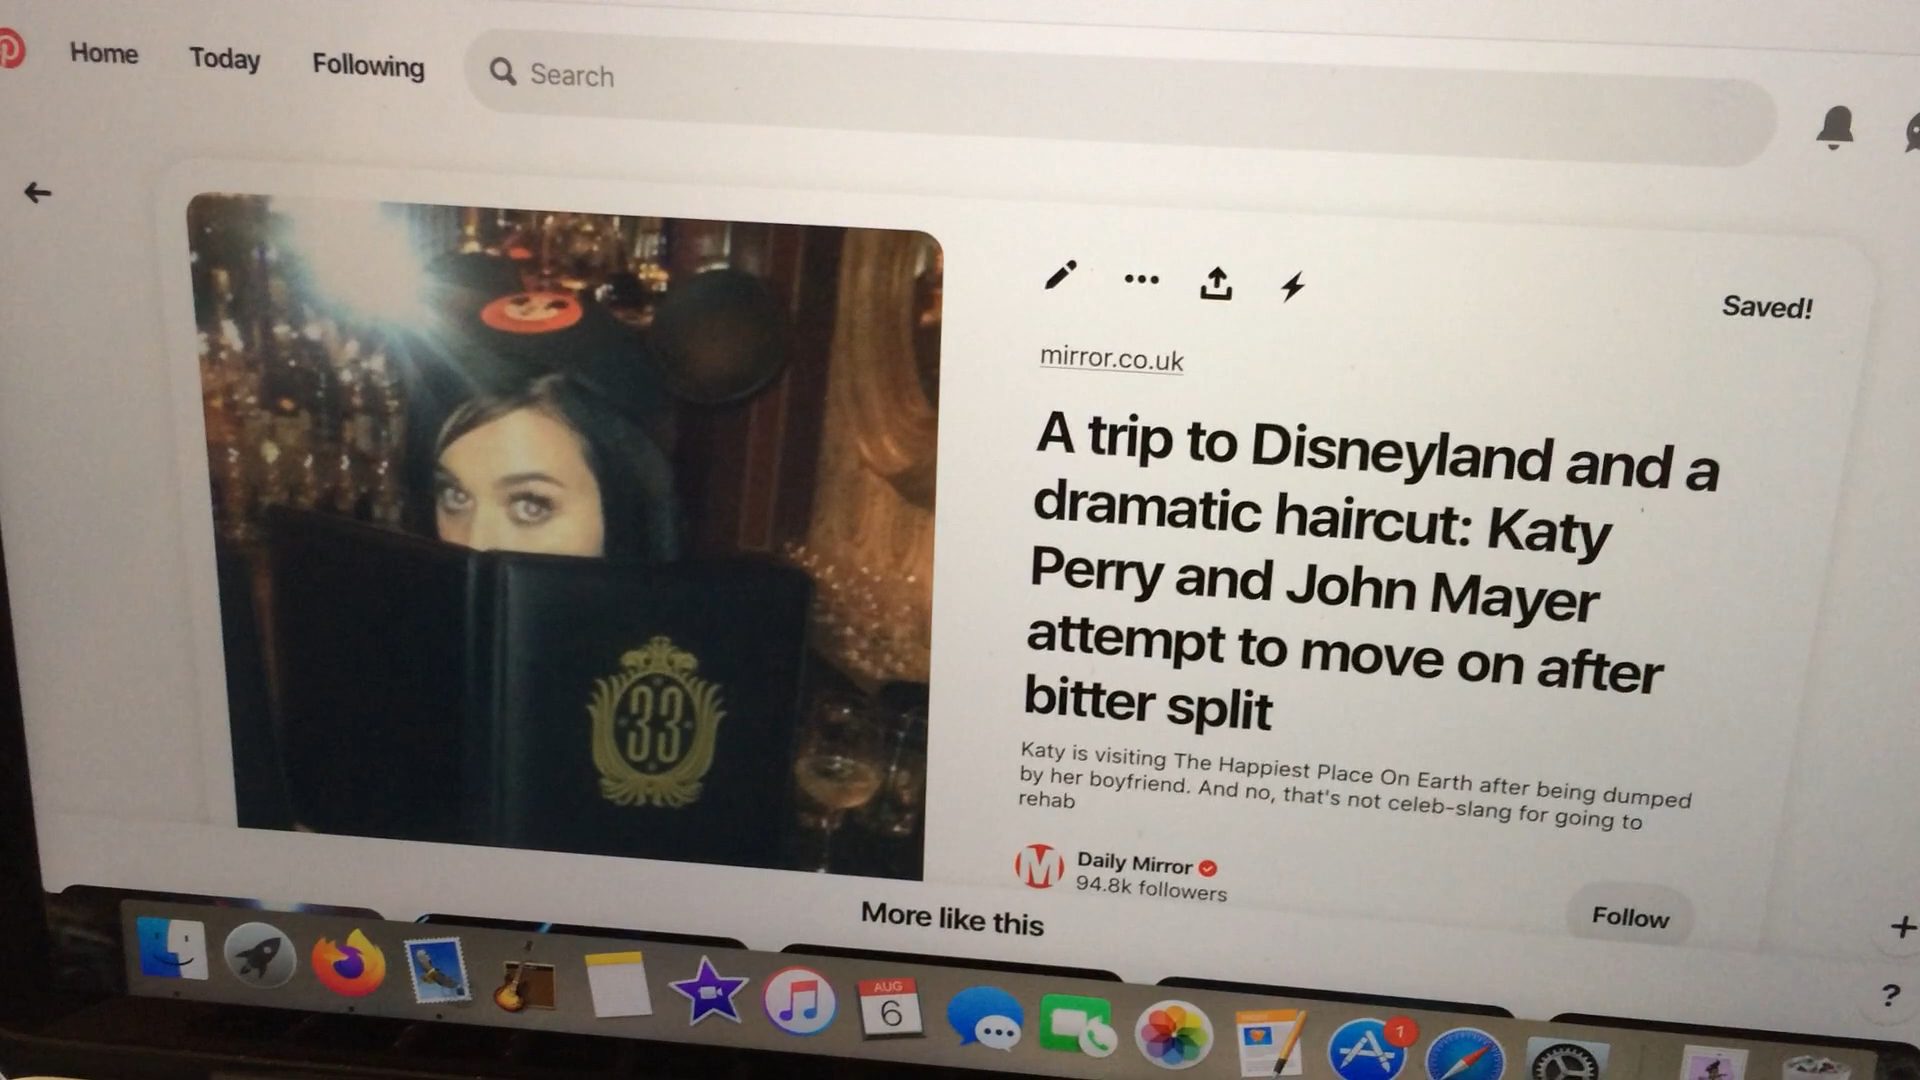 Home Today Following Search
Saved!
mirror.co.uk
A trip to Disneyland and a
dramatic haircut: Katy
Perry and John Mayer
attempt to move on after
bitter split
Katy is visiting The Happiest Place On Earth after being dumped
by her boyfriend. And no, that's not celeb-slang for going to
rehab
33
M
Daily Mirror
94.8k followers
Follow
More like this
+
?
AUG
6
1